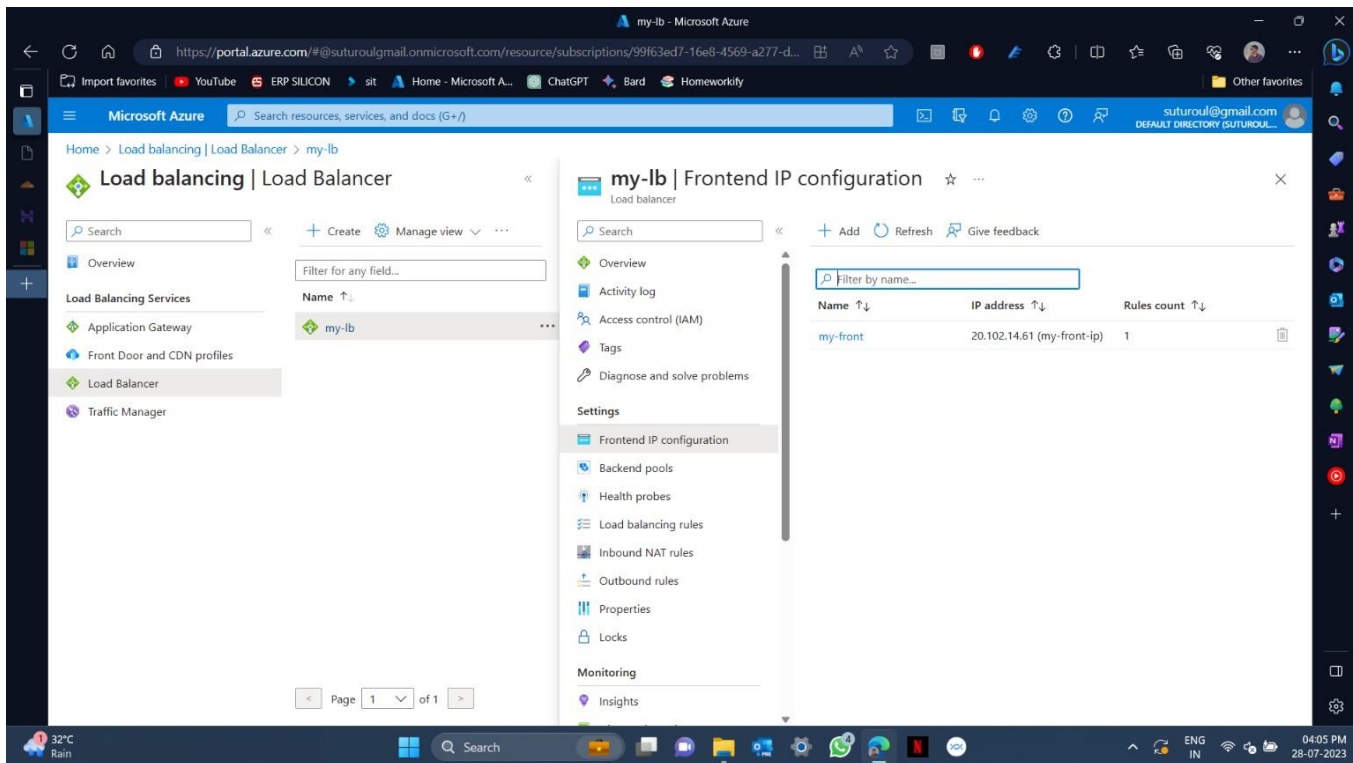 my-lb - Microsoft Azure
https://portal.azure.com/#@suturoulgmail.onmicrosoft.com/resource/subscriptions/99f63ed7-16e8-4569-a277-d...
Import favorites YouTube ERP SILICON sit Home - Microsoft A... ChatGPT Bard Homeworkify Other favorites
Microsoft Azure Search resources, services, and docs (G+/) suturoul@gmail.com
DEFAULT DIRECTORY (SUTUROUL...
Home > Load balancing | Load Balancer > my-lb
Load balancing | Load Balancer
Search
Overview
Load Balancing Services
Application Gateway
Front Door and CDN profiles
Load Balancer
Traffic Manager
Create Manage view
Filter for any field...
Name
my-lb
Page 1 of 1
my-lb | Frontend IP configuration
Load balancer
Search
Overview
Activity log
Access control (IAM)
Tags
Diagnose and solve problems
Settings
Frontend IP configuration
Backend pools
Health probes
Load balancing rules
Inbound NAT rules
Outbound rules
Properties
Locks
Monitoring
Insights
Add Refresh Give feedback
Filter by name...
Name IP address Rules count
my-front 20.102.14.61 (my-front-ip) 1
1 32°C
Rain
Search
4
ENG
IN
04:05 PM
28-07-2023